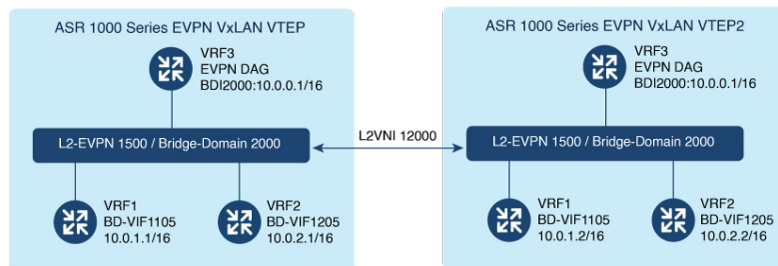 ASR 1000 Series EVPN VxLAN VTEP
VRF3
EVPN DAG
BDI2000:10.0.0.1/16
L2-EVPN 1500 / Bridge-Domain 2000
VRF1
BD-VIF1105
10.0.1.1/16
VRF2
BD-VIF1205
10.0.2.1/16
L2VNI 12000
ASR 1000 Series EVPN VxLAN VTEP2
VRF3
EVPN DAG
BDI2000:10.0.0.1/16
L2-EVPN 1500 / Bridge-Domain 2000
VRF1
BD-VIF1105
10.0.1.2/16
VRF2
BD-VIF1205
10.0.2.2/16